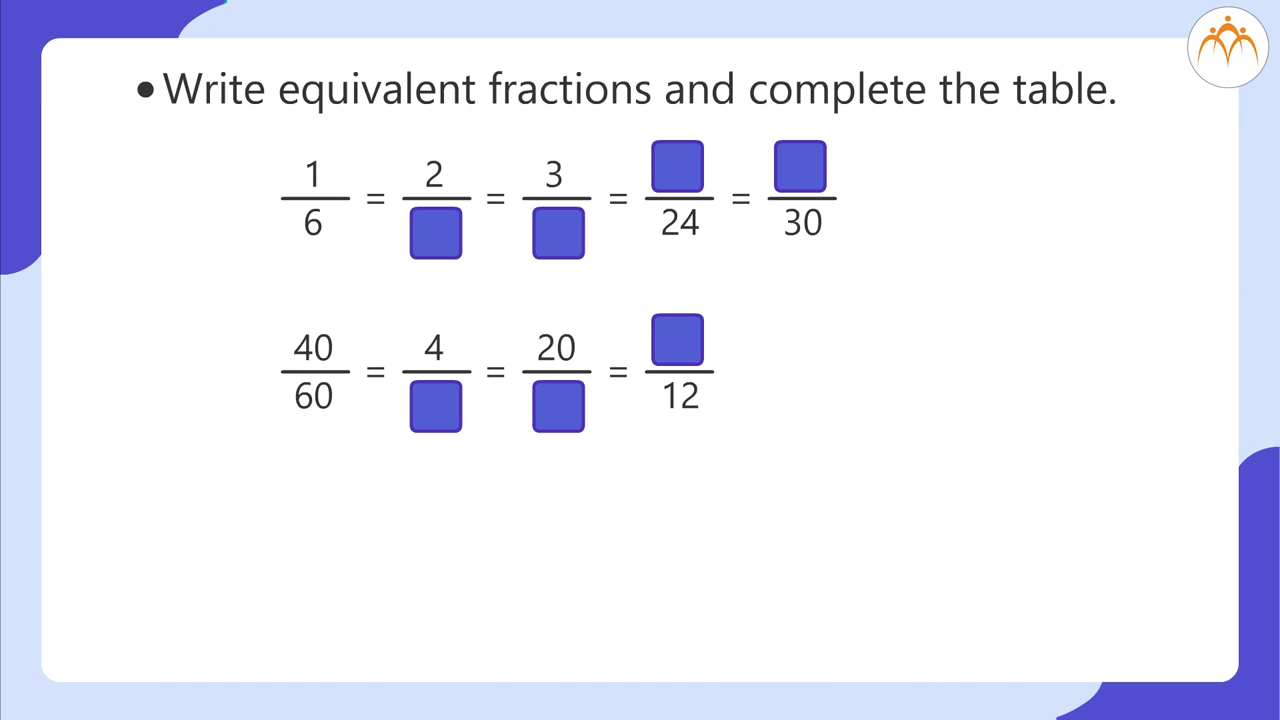 •Write equivalent fractions and complete the table.
1 2 3
= = = =
6 24 30
40 4 20
= = =
60 12